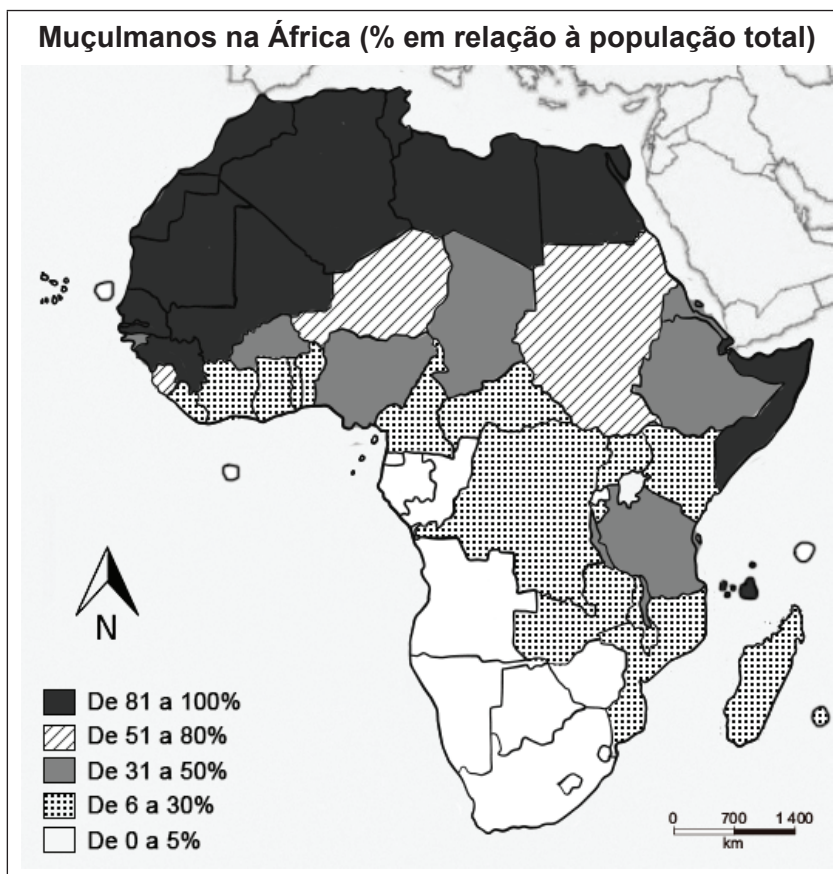 Muçulmanos na África (% em relação à população total)
N
De 81 a 100%
De 51 a 80%
De 31 a 50%
De 6 a 30%
De 0 a 5%
0 700 1 400
km